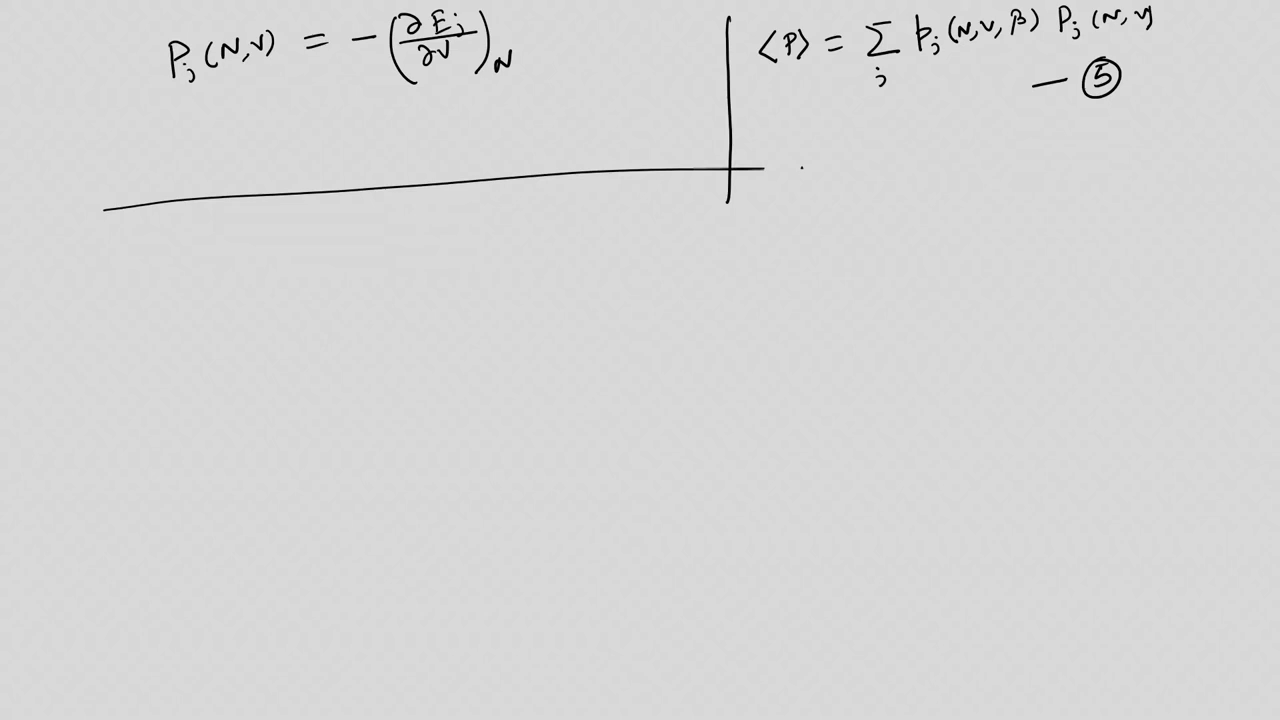 P_j (N,V) = -(∂E_j/∂V)_N
⟨P⟩ = Σ_j p_j (N,V,β) P_j (N,V)
— ⑤